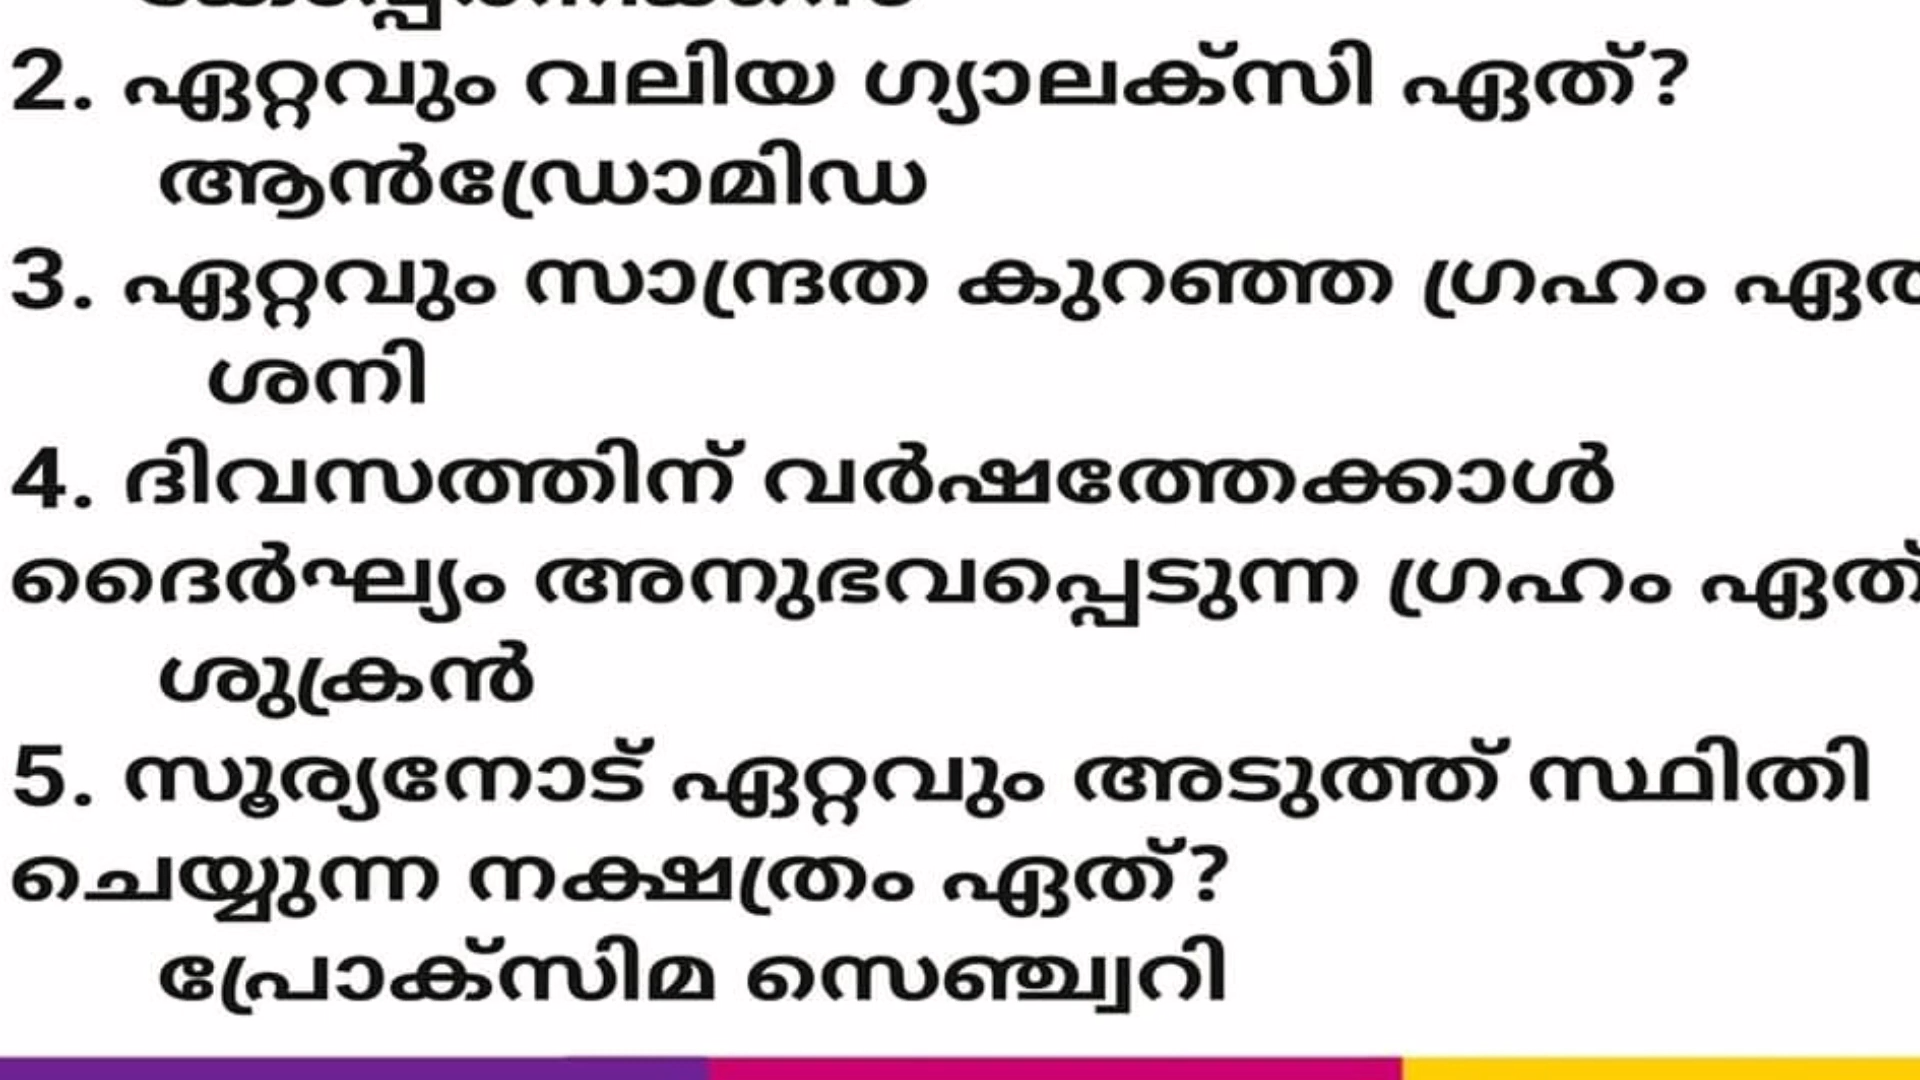 2. ഏറ്റവും വലിയ ഗ്യാലക്സി ഏത്?
ആൻഡ്രോമിഡ
3. ഏറ്റവും സാന്ദ്രത കുറഞ്ഞ ഗ്രഹം
ശനി
4. ദിവസത്തിന് വർഷത്തേക്കാൾ
ദൈർഘ്യം അനുഭവപ്പെടുന്ന ഗ്രഹം ഏത്
ശുക്രൻ
5. സൂര്യനോട് ഏറ്റവും അടുത്ത് സ്ഥിതി
ചെയ്യുന്ന നക്ഷത്രം ഏത്?
പ്രോക്സിമ സെഞ്ച്വറി